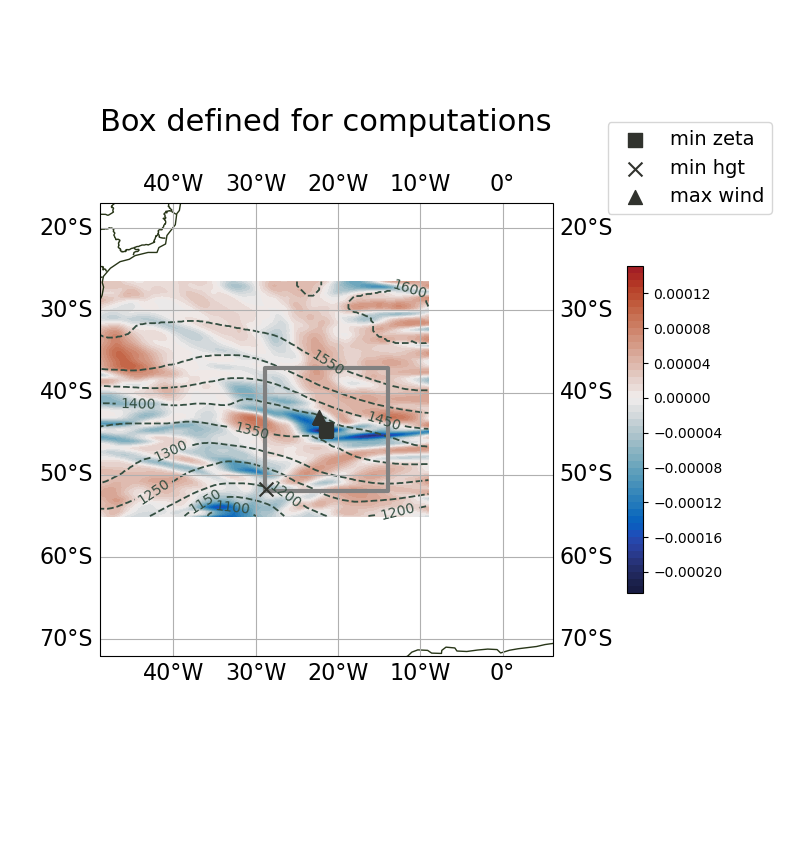 Box defined for computations
min zeta
min hgt
max wind
40°W 30°W 20°W 10°W 0°
20°S 20°S
30°S 30°S
40°S 40°S
50°S 50°S
60°S 60°S
70°S 70°S
40°W 30°W 20°W 10°W 0°
1600
1550
1400
1450
1350
1300
1250
1200
1150
1100
1200
0.00012
0.00008
0.00004
0.00000
−0.00004
−0.00008
−0.00012
−0.00016
−0.00020